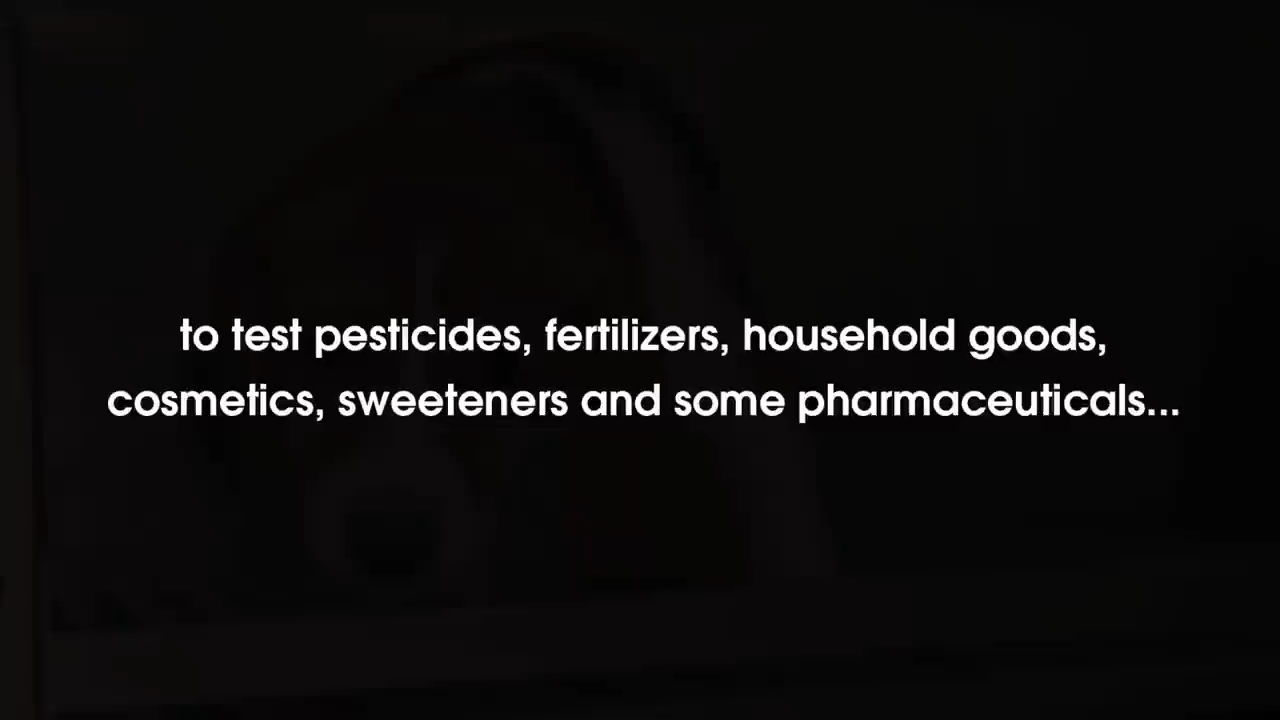 to test pesticides, fertilizers, household goods,
cosmetics, sweeteners and some pharmaceuticals...